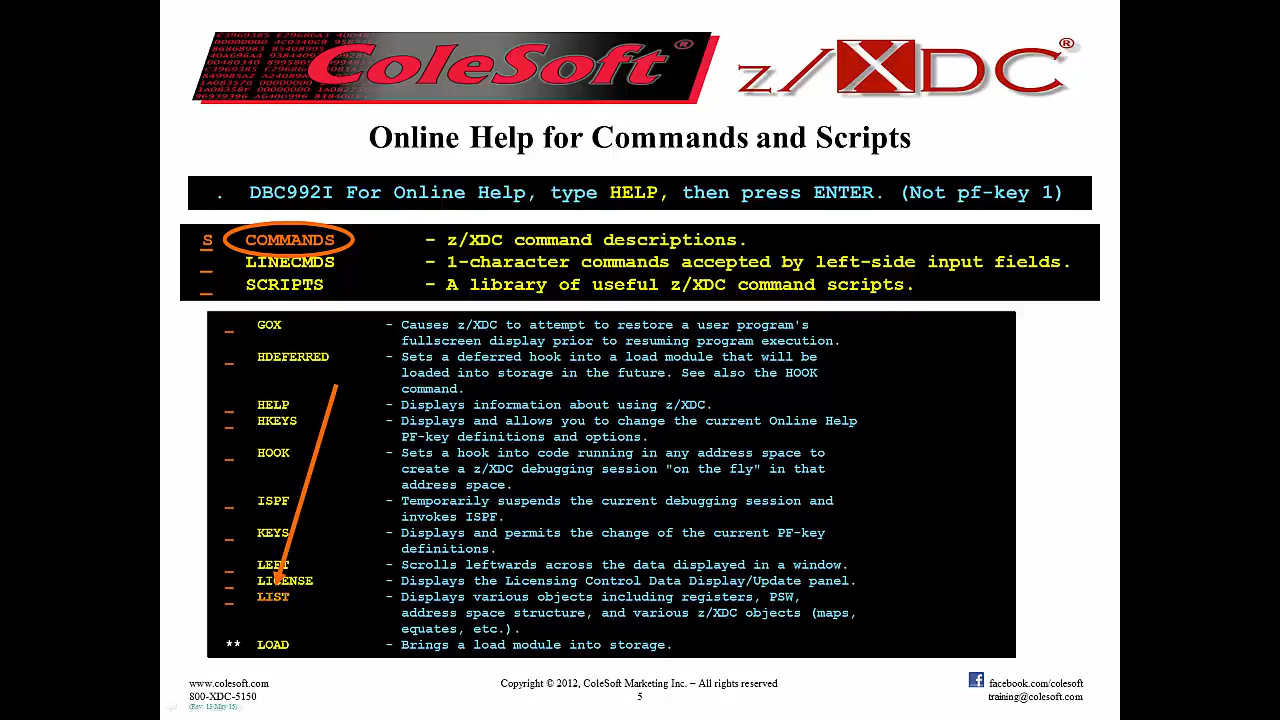 ColeSoft®
z/XDC®
Online Help for Commands and Scripts
. DBC992I For Online Help, type HELP, then press ENTER. (Not pf-key 1)
S COMMANDS – z/XDC command descriptions.
_ LINECMDS – 1-character commands accepted by left-side input fields.
_ SCRIPTS – A library of useful z/XDC command scripts.
_ GOX – Causes z/XDC to attempt to restore a user program's
fullscreen display prior to resuming program execution.
_ HDEFERRED – Sets a deferred hook into a load module that will be
loaded into storage in the future. See also the HOOK
command.
_ HELP – Displays information about using z/XDC.
_ HKEYS – Displays and allows you to change the current Online Help
PF-key definitions and options.
_ HOOK – Sets a hook into code running in any address space to
create a z/XDC debugging session "on the fly" in that
address space.
_ ISPF – Temporarily suspends the current debugging session and
invokes ISPF.
_ KEYS – Displays and permits the change of the current PF-key
definitions.
_ LEFT – Scrolls leftwards across the data displayed in a window.
_ LICENSE – Displays the Licensing Control Data Display/Update panel.
_ LIST – Displays various objects including registers, PSW,
address space structure, and various z/XDC objects (maps,
equates, etc.).
** LOAD – Brings a load module into storage.
www.colesoft.com
800-XDC-5150
(Rev: 13-May-15)
Copyright © 2012, ColeSoft Marketing Inc. – All rights reserved
5
facebook.com/colesoft
training@colesoft.com